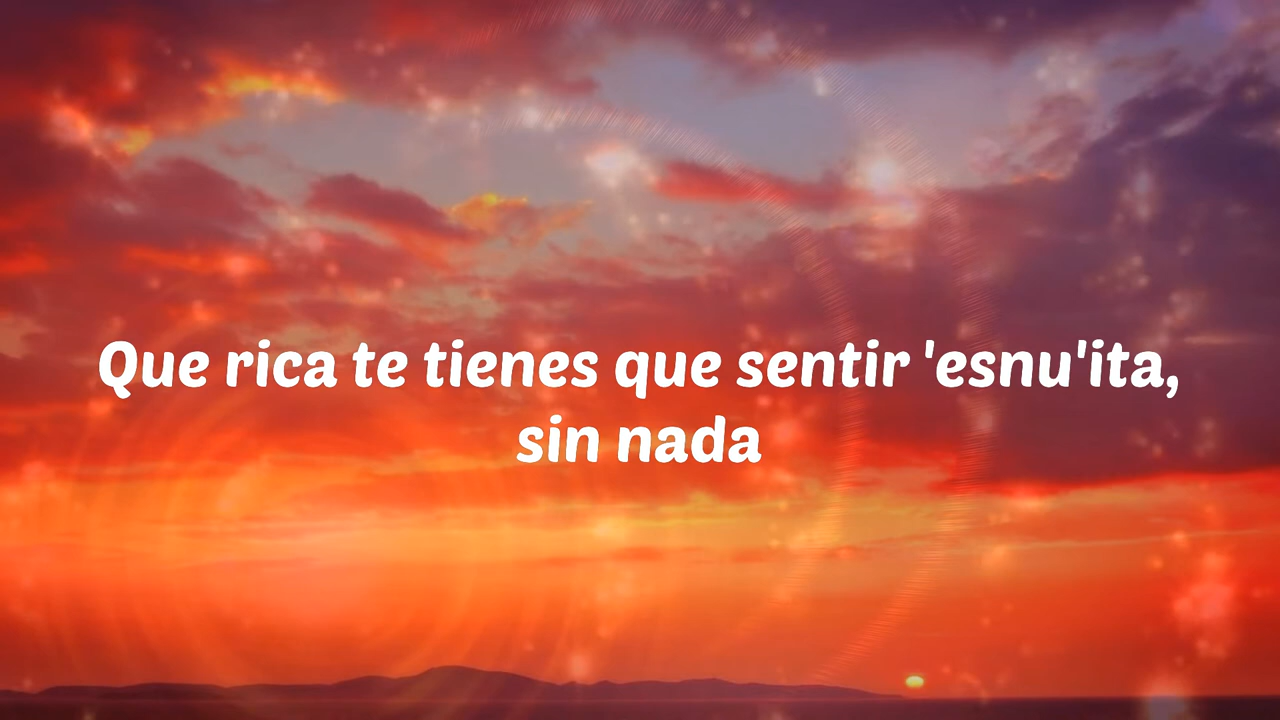 Que rica te tienes que sentir 'esnu'ita,
sin nada